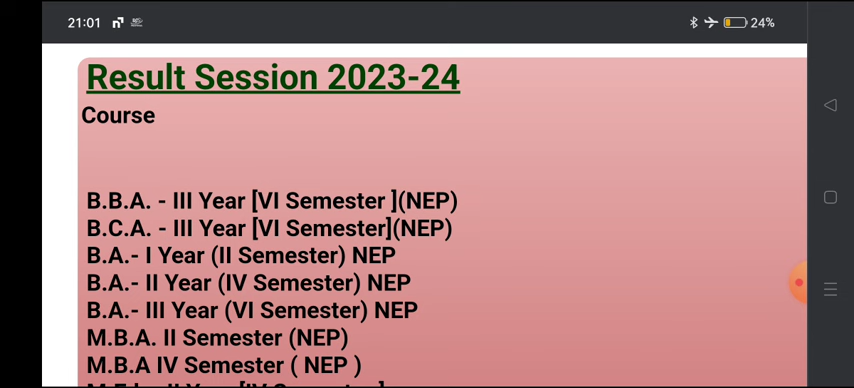 21:01
24%
Result Session 2023-24
Course
B.B.A. - III Year [VI Semester ](NEP)
B.C.A. - III Year [VI Semester](NEP)
B.A.- I Year (II Semester) NEP
B.A.- II Year (IV Semester) NEP
B.A.- III Year (VI Semester) NEP
M.B.A. II Semester (NEP)
M.B.A IV Semester ( NEP )